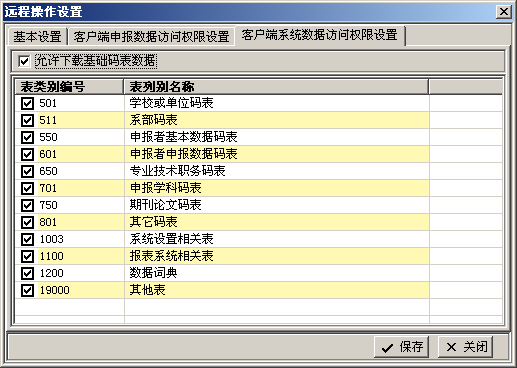 远程操作设置
基本设置 客户端申报数据访问权限设置 客户端系统数据访问权限设置
允许下载基础码表数据
表类别编号 表列别名称
501 学校或单位码表
511 系部码表
550 申报者基本数据码表
601 申报者申报数据码表
650 专业技术职务码表
701 申报学科码表
750 期刊论文码表
801 其它码表
1003 系统设置相关表
1100 报表系统相关表
1200 数据词典
19000 其他表
保存 关闭